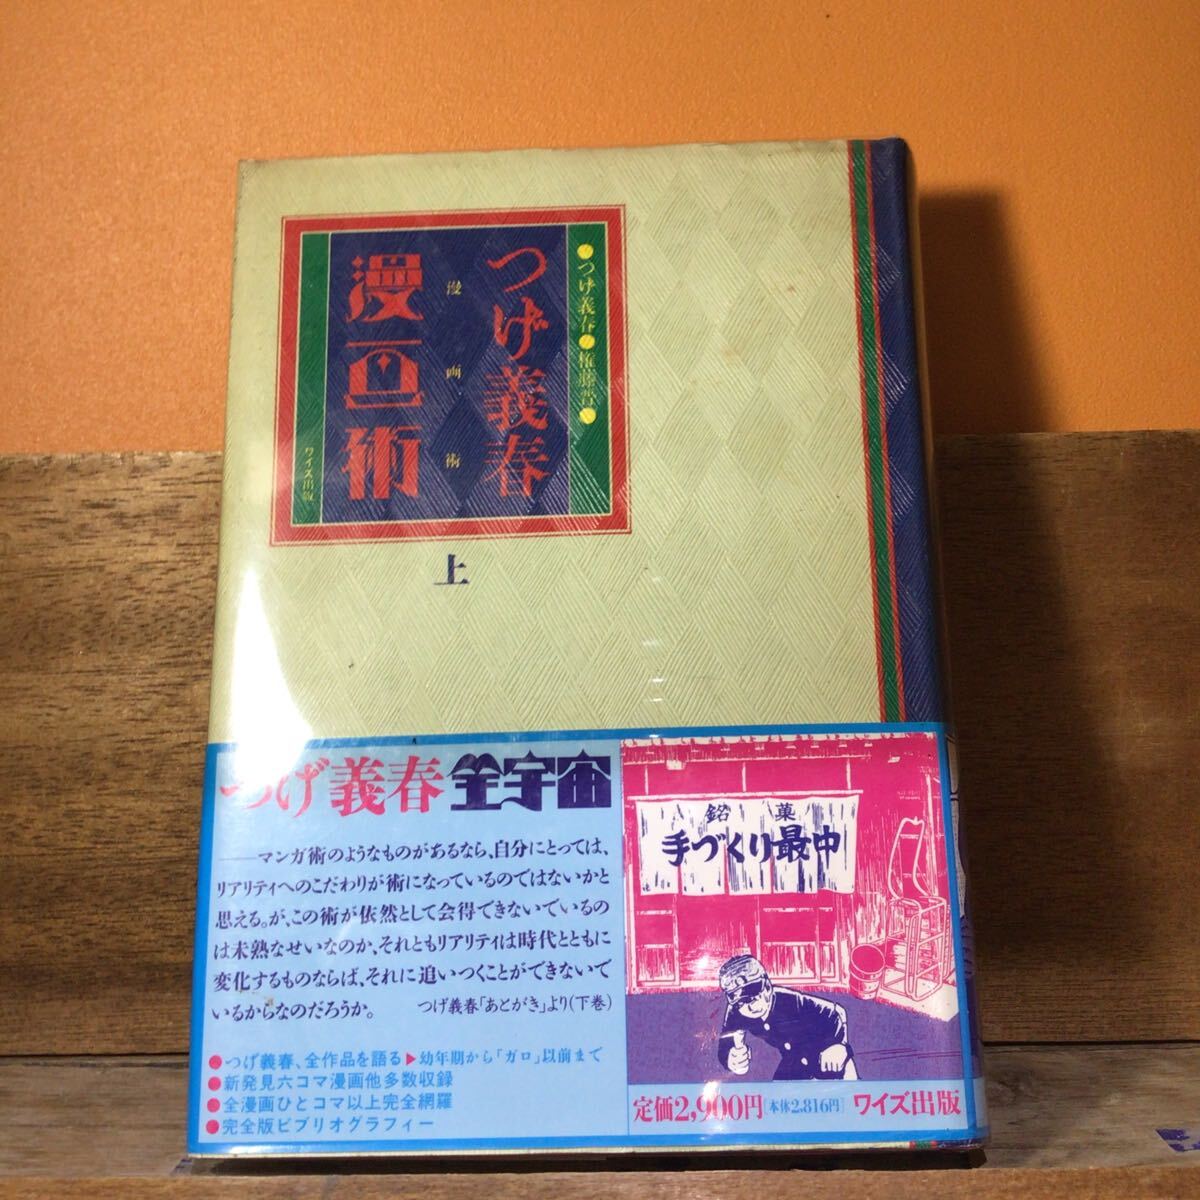 ●つげ義春●権藤晋●
つげ義春
漫画術
漫画術
ワイズ出版
上
つげ義春全宇宙
――マンガ術のようなものがあるなら、自分にとっては、
リアリティへのこだわりが術になっているのではないかと
思える。が、この術が依然として会得できないでいるの
は未熟なせいなのか、それともリアリティは時代とともに
変化するものならば、それに追いつくことができないで
いるからなのだろうか。 つげ義春「あとがき」より(下巻)
●つげ義春、全作品を語る▶幼年期から「ガロ」以前まで
●新発見六コマ漫画他多数収録
●全漫画ひとコマ以上完全網羅
●完全版ビブリオグラフィー
銘菓
手づくり最中
定価2,900円[本体2,816円] ワイズ出版